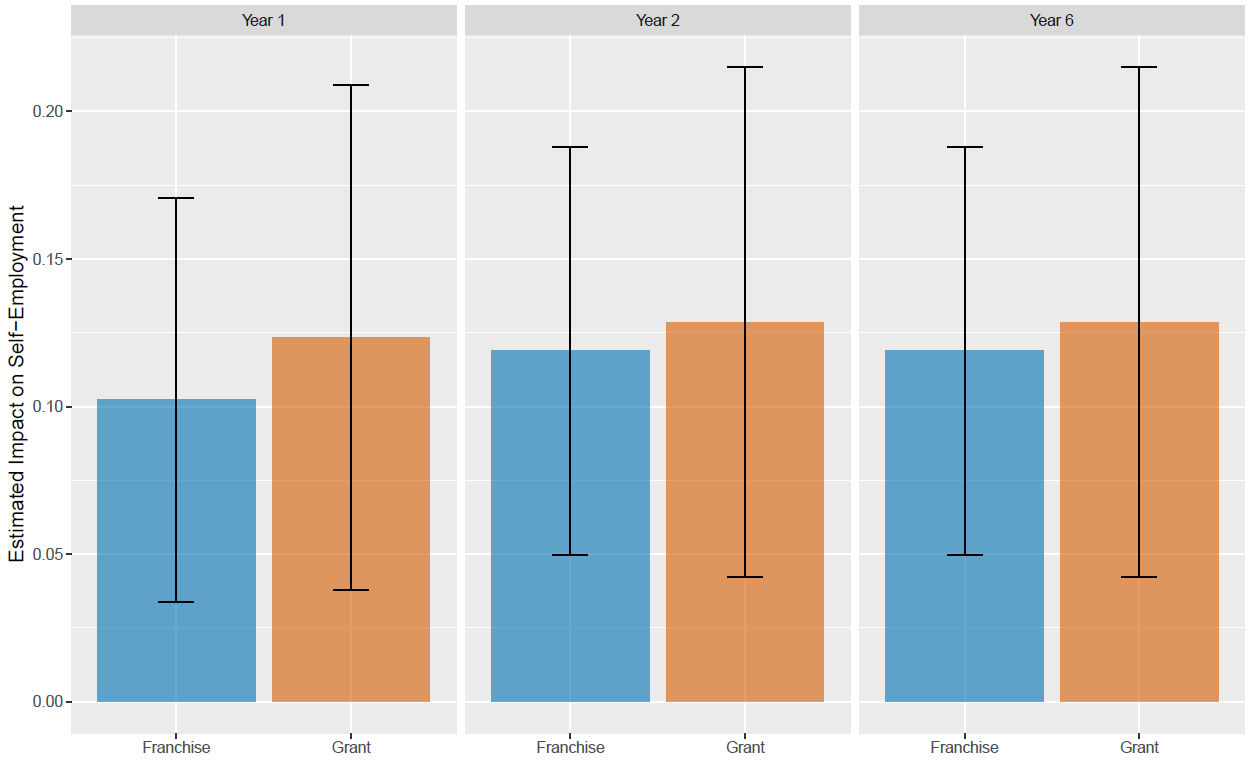 Year 1
Year 2
Year 6
Estimated Impact on Self−Employment
0.20
0.15
0.10
0.05
0.00
Franchise
Grant
Franchise
Grant
Franchise
Grant